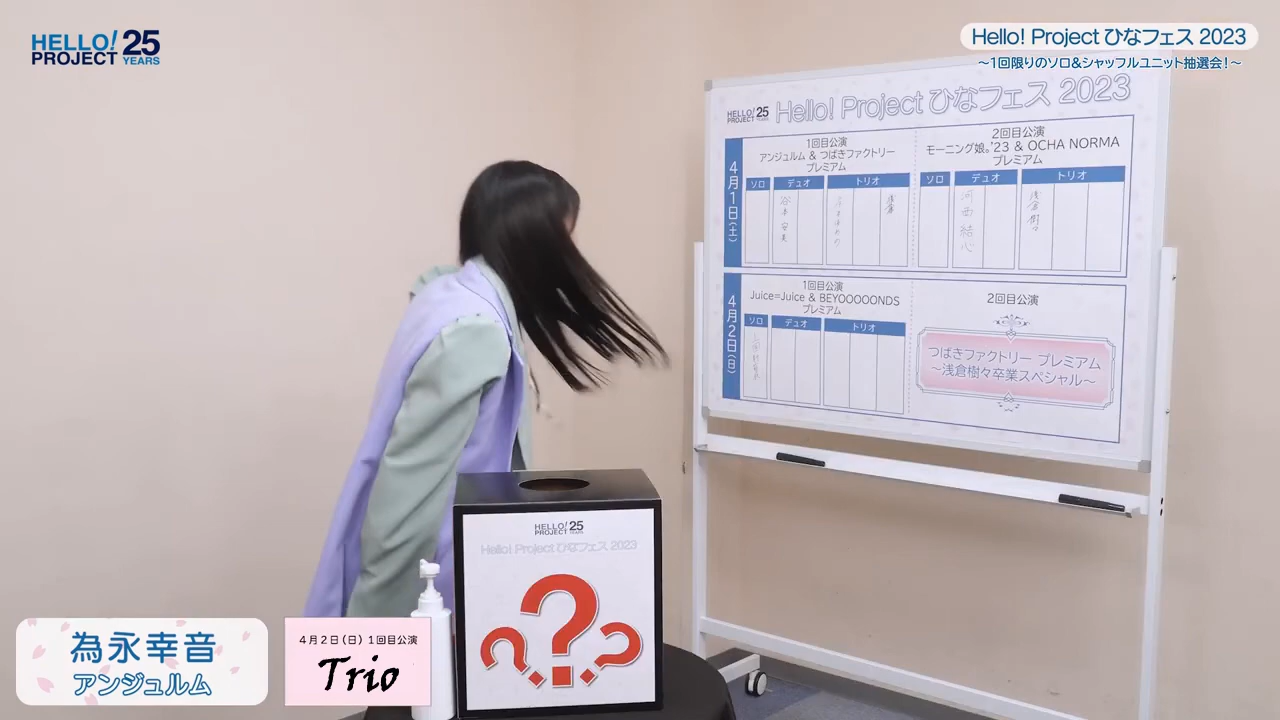 HELLO! PROJECT 25 YEARS
Hello! Project ひなフェス 2023
～1回限りのソロ&シャッフルユニット抽選会!～
HELLO! PROJECT 25 YEARS Hello! Project ひなフェス 2023
4月1日(土)
1回目公演
アンジュルム & つばきファクトリー
プレミアム
ソロ デュオ トリオ
谷本 安美
2回目公演
モーニング娘。'23 & OCHA NORMA
プレミアム
ソロ デュオ トリオ
河西 結心
浅倉 樹々
4月2日(日)
1回目公演
Juice=Juice & BEYOOOOONDS
プレミアム
ソロ デュオ トリオ
2回目公演
つばきファクトリー プレミアム
～浅倉樹々卒業スペシャル～
HELLO! PROJECT 25 YEARS
Hello! Project ひなフェス 2023
???
為永幸音
アンジュルム
4月2日(日)1回目公演
Trio